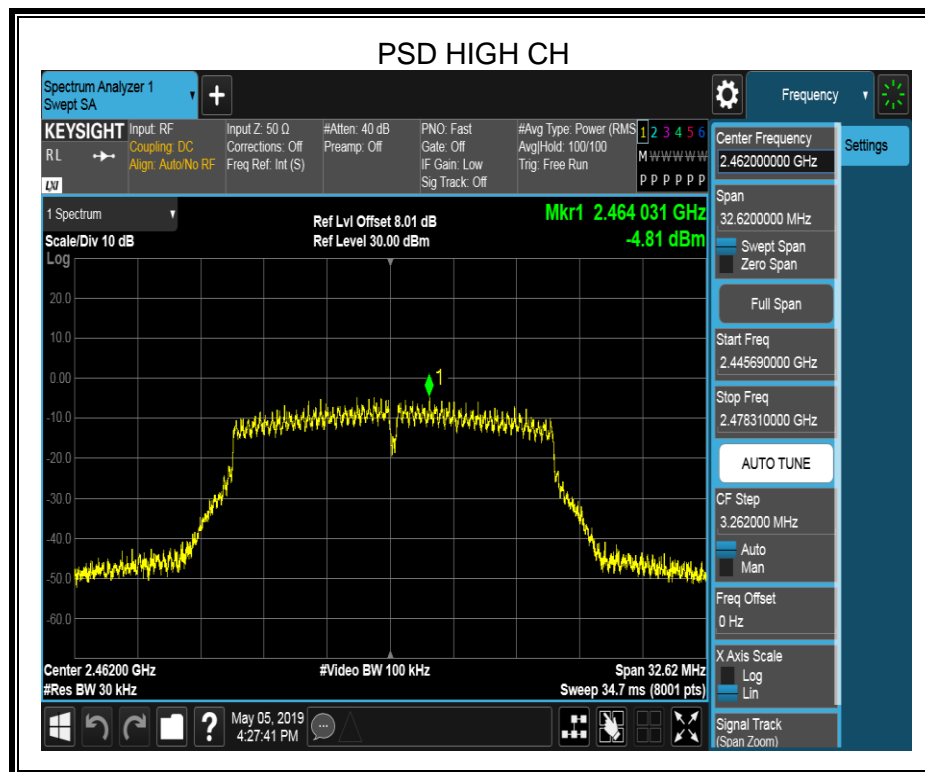 PSD HIGH CH
Spectrum Analyzer 1
Swept SA
+
Frequency
KEYSIGHT
RL
LXI
Input: RF
Coupling: DC
Align: Auto/No RF
Input Z: 50 Ω
Corrections: Off
Freq Ref: Int (S)
#Atten: 40 dB
Preamp: Off
PNO: Fast
Gate: Off
IF Gain: Low
Sig Track: Off
#Avg Type: Power (RMS
Avg|Hold: 100/100
Trig: Free Run
1 2 3 4 5 6
M W W W W W
P P P P P P
Center Frequency
2.462000000 GHz
Settings
Span
32.6200000 MHz
Swept Span
Zero Span
Full Span
Start Freq
2.445690000 GHz
Stop Freq
2.478310000 GHz
AUTO TUNE
CF Step
3.262000 MHz
Auto
Man
Freq Offset
0 Hz
X Axis Scale
Log
Lin
Signal Track
(Span Zoom)
1 Spectrum
Scale/Div 10 dB
Log
Ref Lvl Offset 8.01 dB
Ref Level 30.00 dBm
Mkr1 2.464 031 GHz
-4.81 dBm
1
20.0
10.0
0.00
-10.0
-20.0
-30.0
-40.0
-50.0
-60.0
Center 2.46200 GHz
#Res BW 30 kHz
#Video BW 100 kHz
Span 32.62 MHz
Sweep 34.7 ms (8001 pts)
?
May 05, 2019
4:27:41 PM